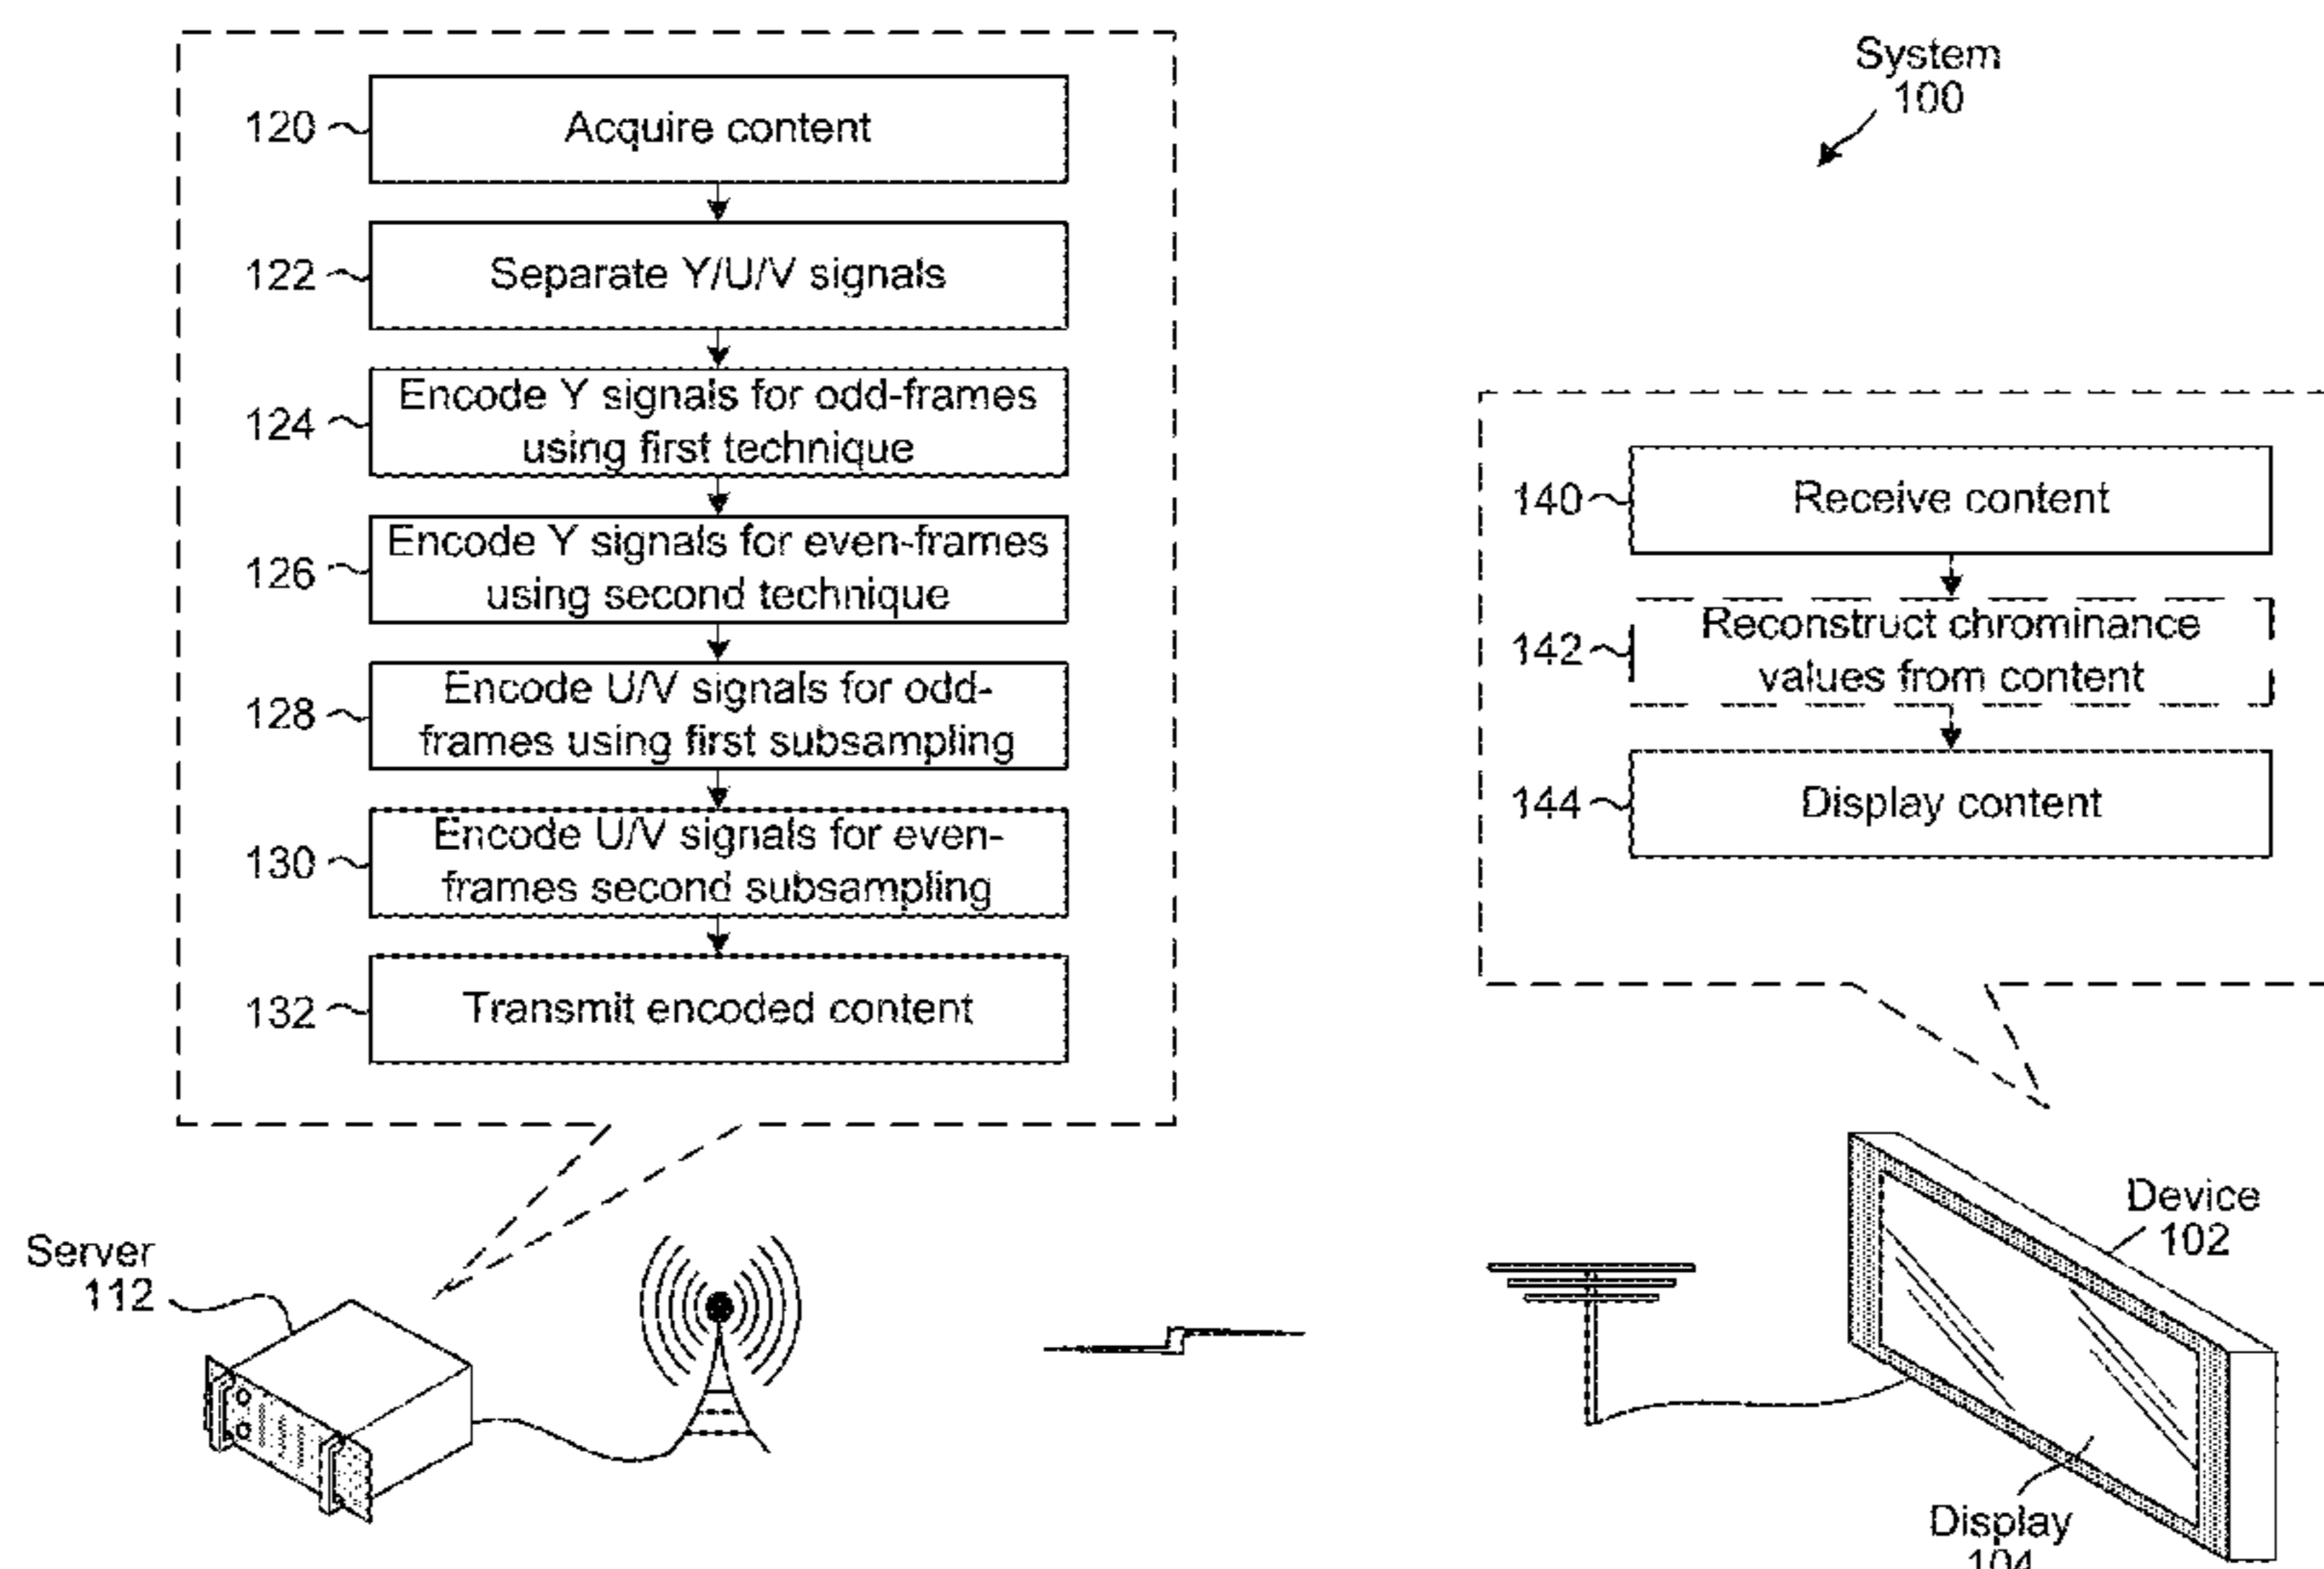 System
100
120
Acquire content
122
Separate Y/U/V signals
124
Encode Y signals for odd-frames
using first technique
126
Encode Y signals for even-frames
using second technique
128
Encode U/V signals for odd-
frames using first subsampling
130
Encode U/V signals for even-
frames second subsampling
132
Transmit encoded content
140
Receive content
142
Reconstruct chrominance
values from content
144
Display content
Server
112
Device
102
Display
104